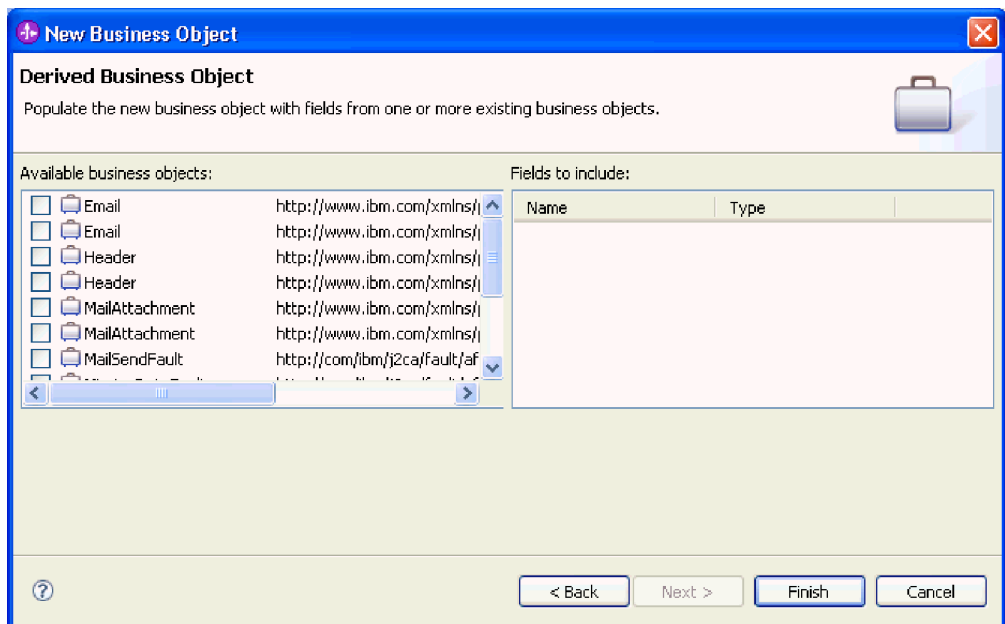 New Business Object
Derived Business Object
Populate the new business object with fields from one or more existing business objects.
Available business objects:
Fields to include:
Email http://www.ibm.com/xmlns/
Email http://www.ibm.com/xmlns/
Header http://www.ibm.com/xmlns/
Header http://www.ibm.com/xmlns/
MailAttachment http://www.ibm.com/xmlns/
MailAttachment http://www.ibm.com/xmlns/
MailSendFault http://com/ibm/j2ca/fault/af
Name Type
< Back Next > Finish Cancel